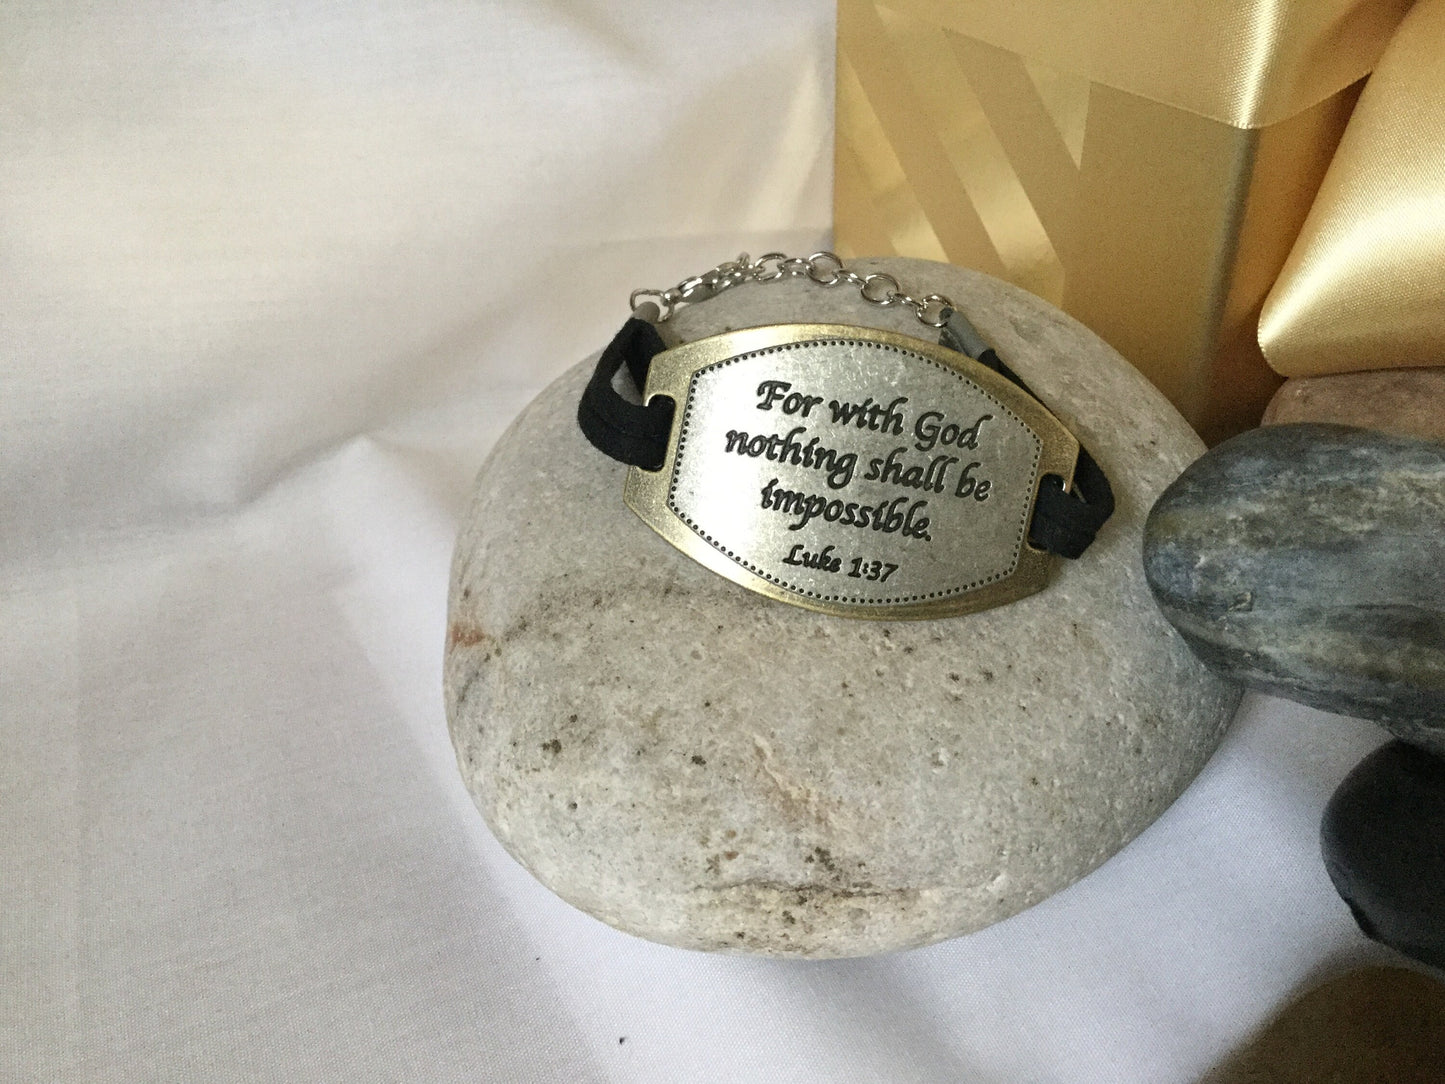 For with God
nothing shall be
impossible.
Luke 1:37